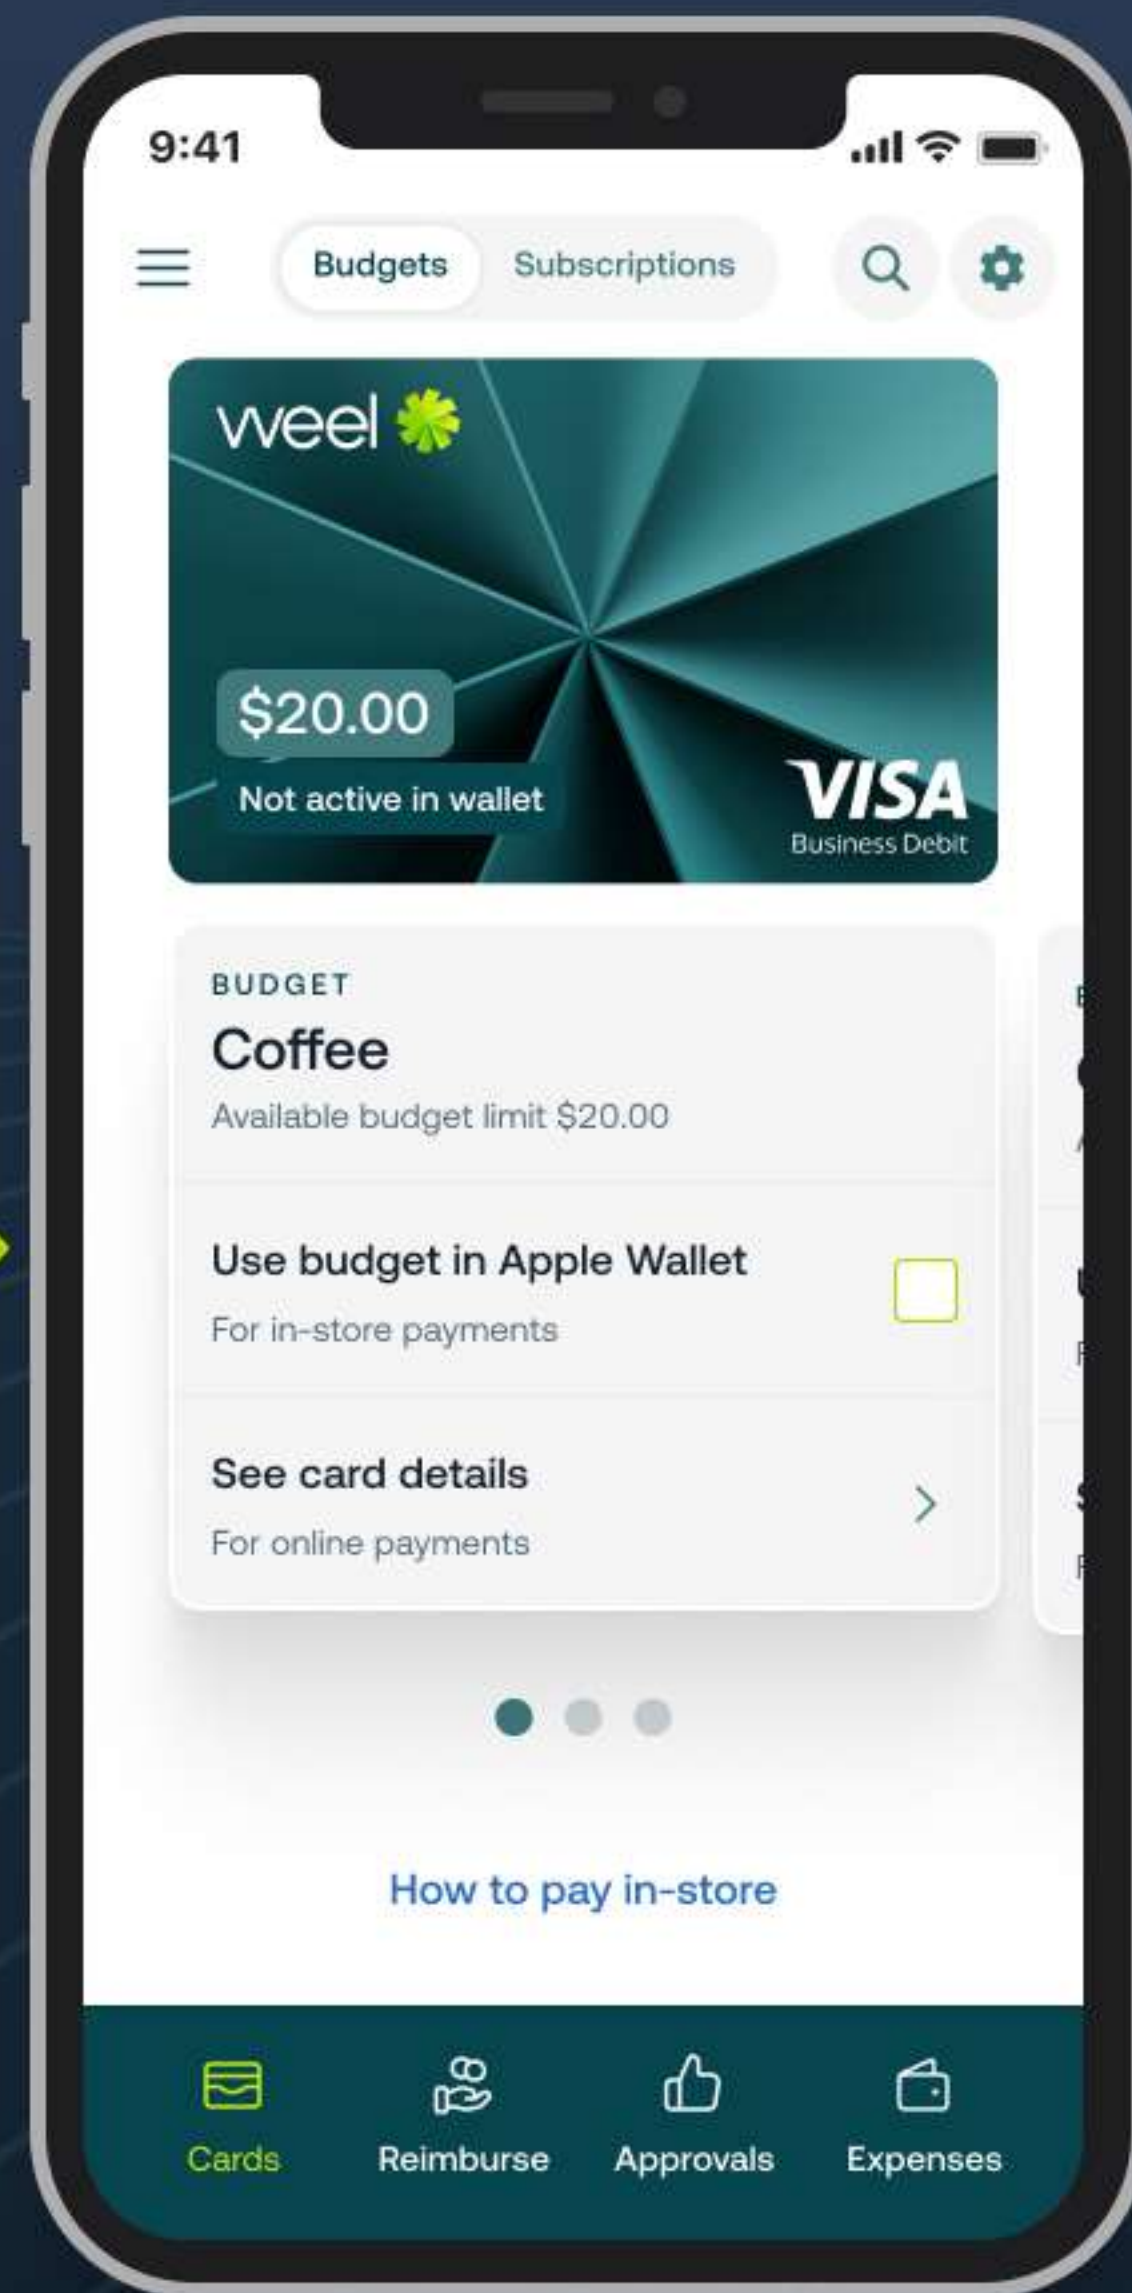 9:41
Budgets Subscriptions
weel
$20.00
Not active in wallet
VISA
Business Debit
BUDGET
Coffee
Available budget limit $20.00
Use budget in Apple Wallet
For in-store payments
See card details
For online payments
How to pay in-store
Cards Reimburse Approvals Expenses